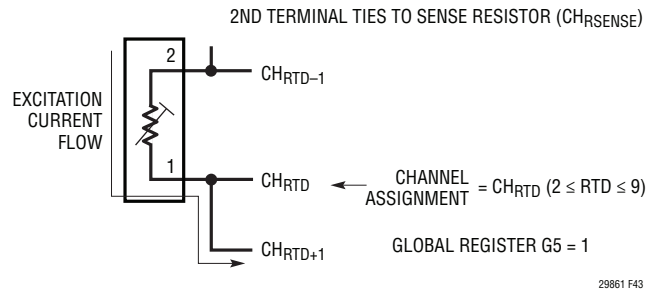 2ND TERMINAL TIES TO SENSE RESISTOR (CHRSENSE)
2
CHRTD–1
EXCITATION
CURRENT
FLOW
1
CHRTD
CHANNEL
ASSIGNMENT
= CHRTD (2 ≤ RTD ≤ 9)
CHRTD+1
GLOBAL REGISTER G5 = 1
29861 F43